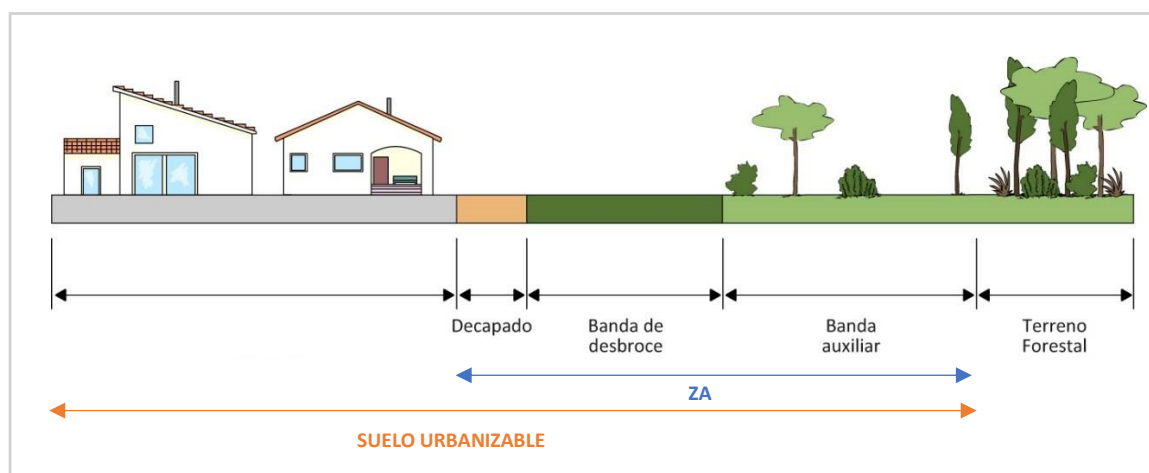 Decapado
Banda de
desbroce
Banda
auxiliar
Terreno
Forestal
ZA
SUELO URBANIZABLE